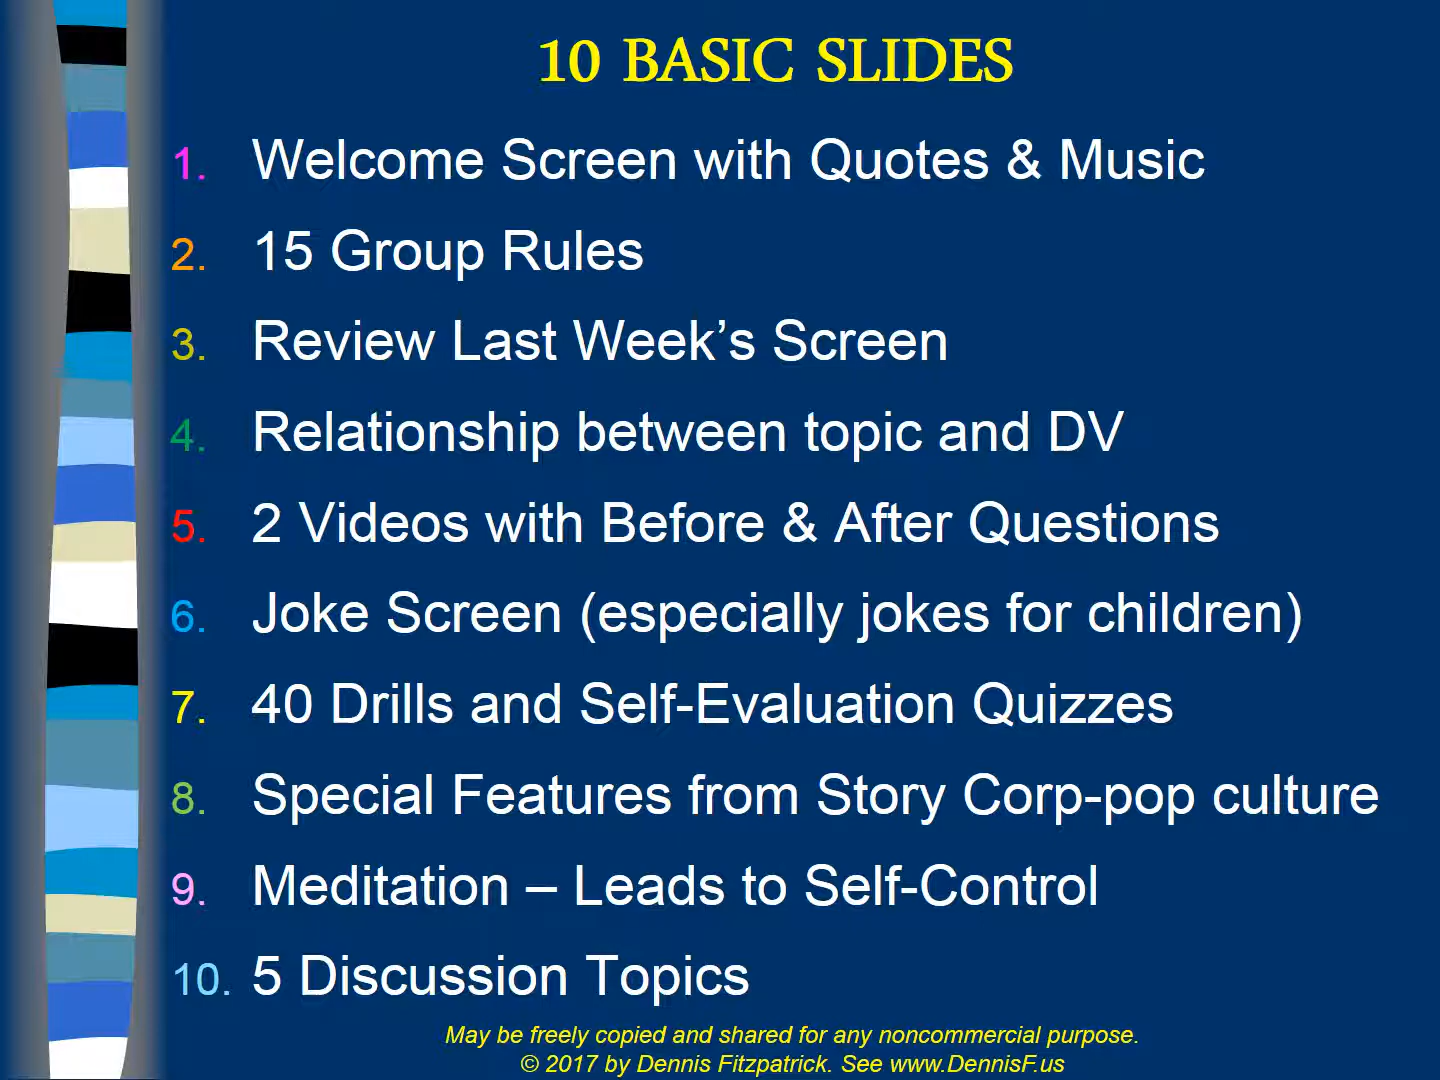 10 BASIC SLIDES
1. Welcome Screen with Quotes & Music
2. 15 Group Rules
3. Review Last Week’s Screen
4. Relationship between topic and DV
5. 2 Videos with Before & After Questions
6. Joke Screen (especially jokes for children)
7. 40 Drills and Self-Evaluation Quizzes
8. Special Features from Story Corp-pop culture
9. Meditation – Leads to Self-Control
10. 5 Discussion Topics
May be freely copied and shared for any noncommercial purpose.
© 2017 by Dennis Fitzpatrick. See www.DennisF.us